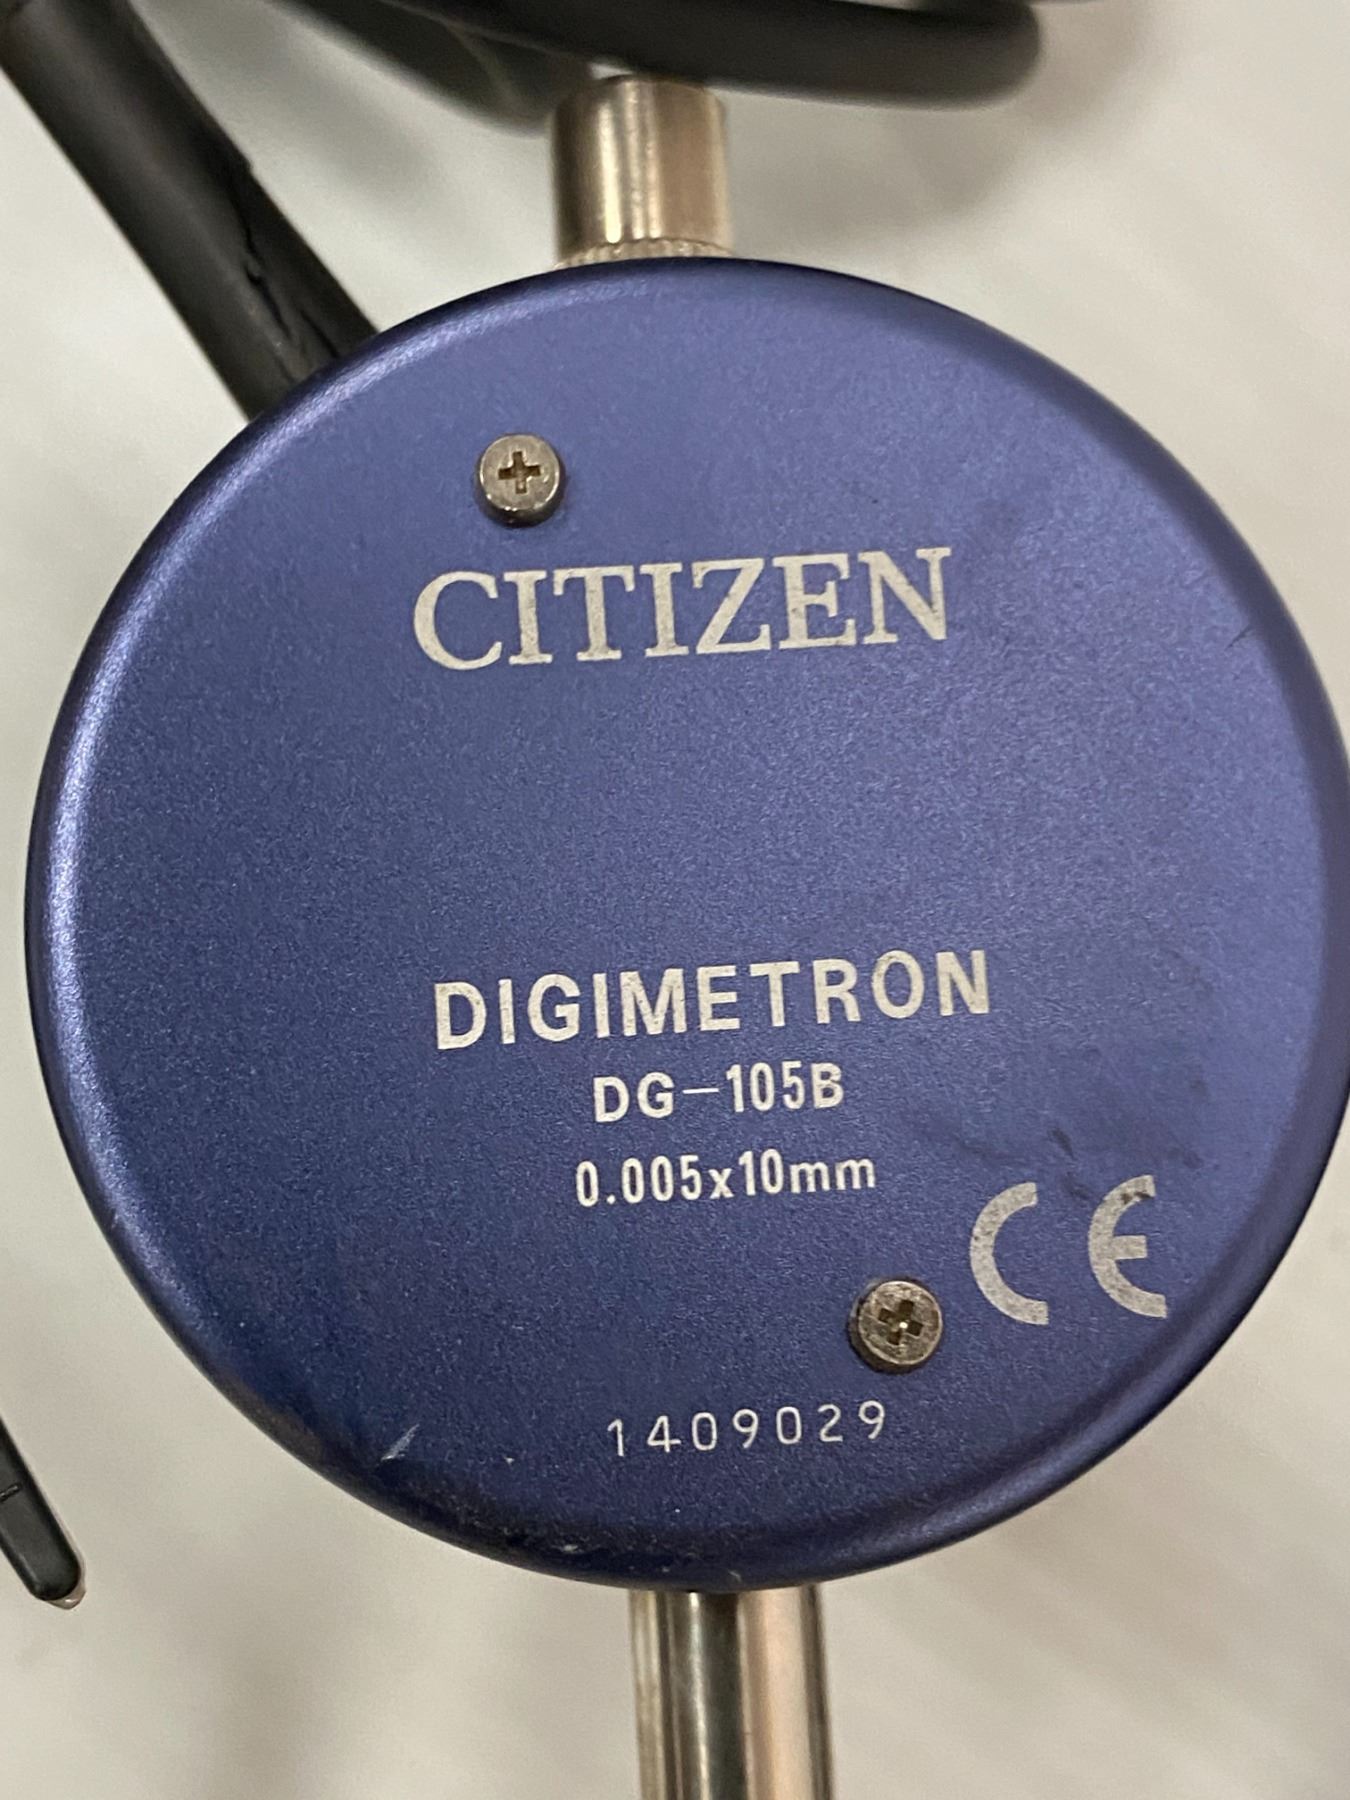 CITIZEN
DIGIMETRON
DG-105B
0.005x10mm
CE
1409029